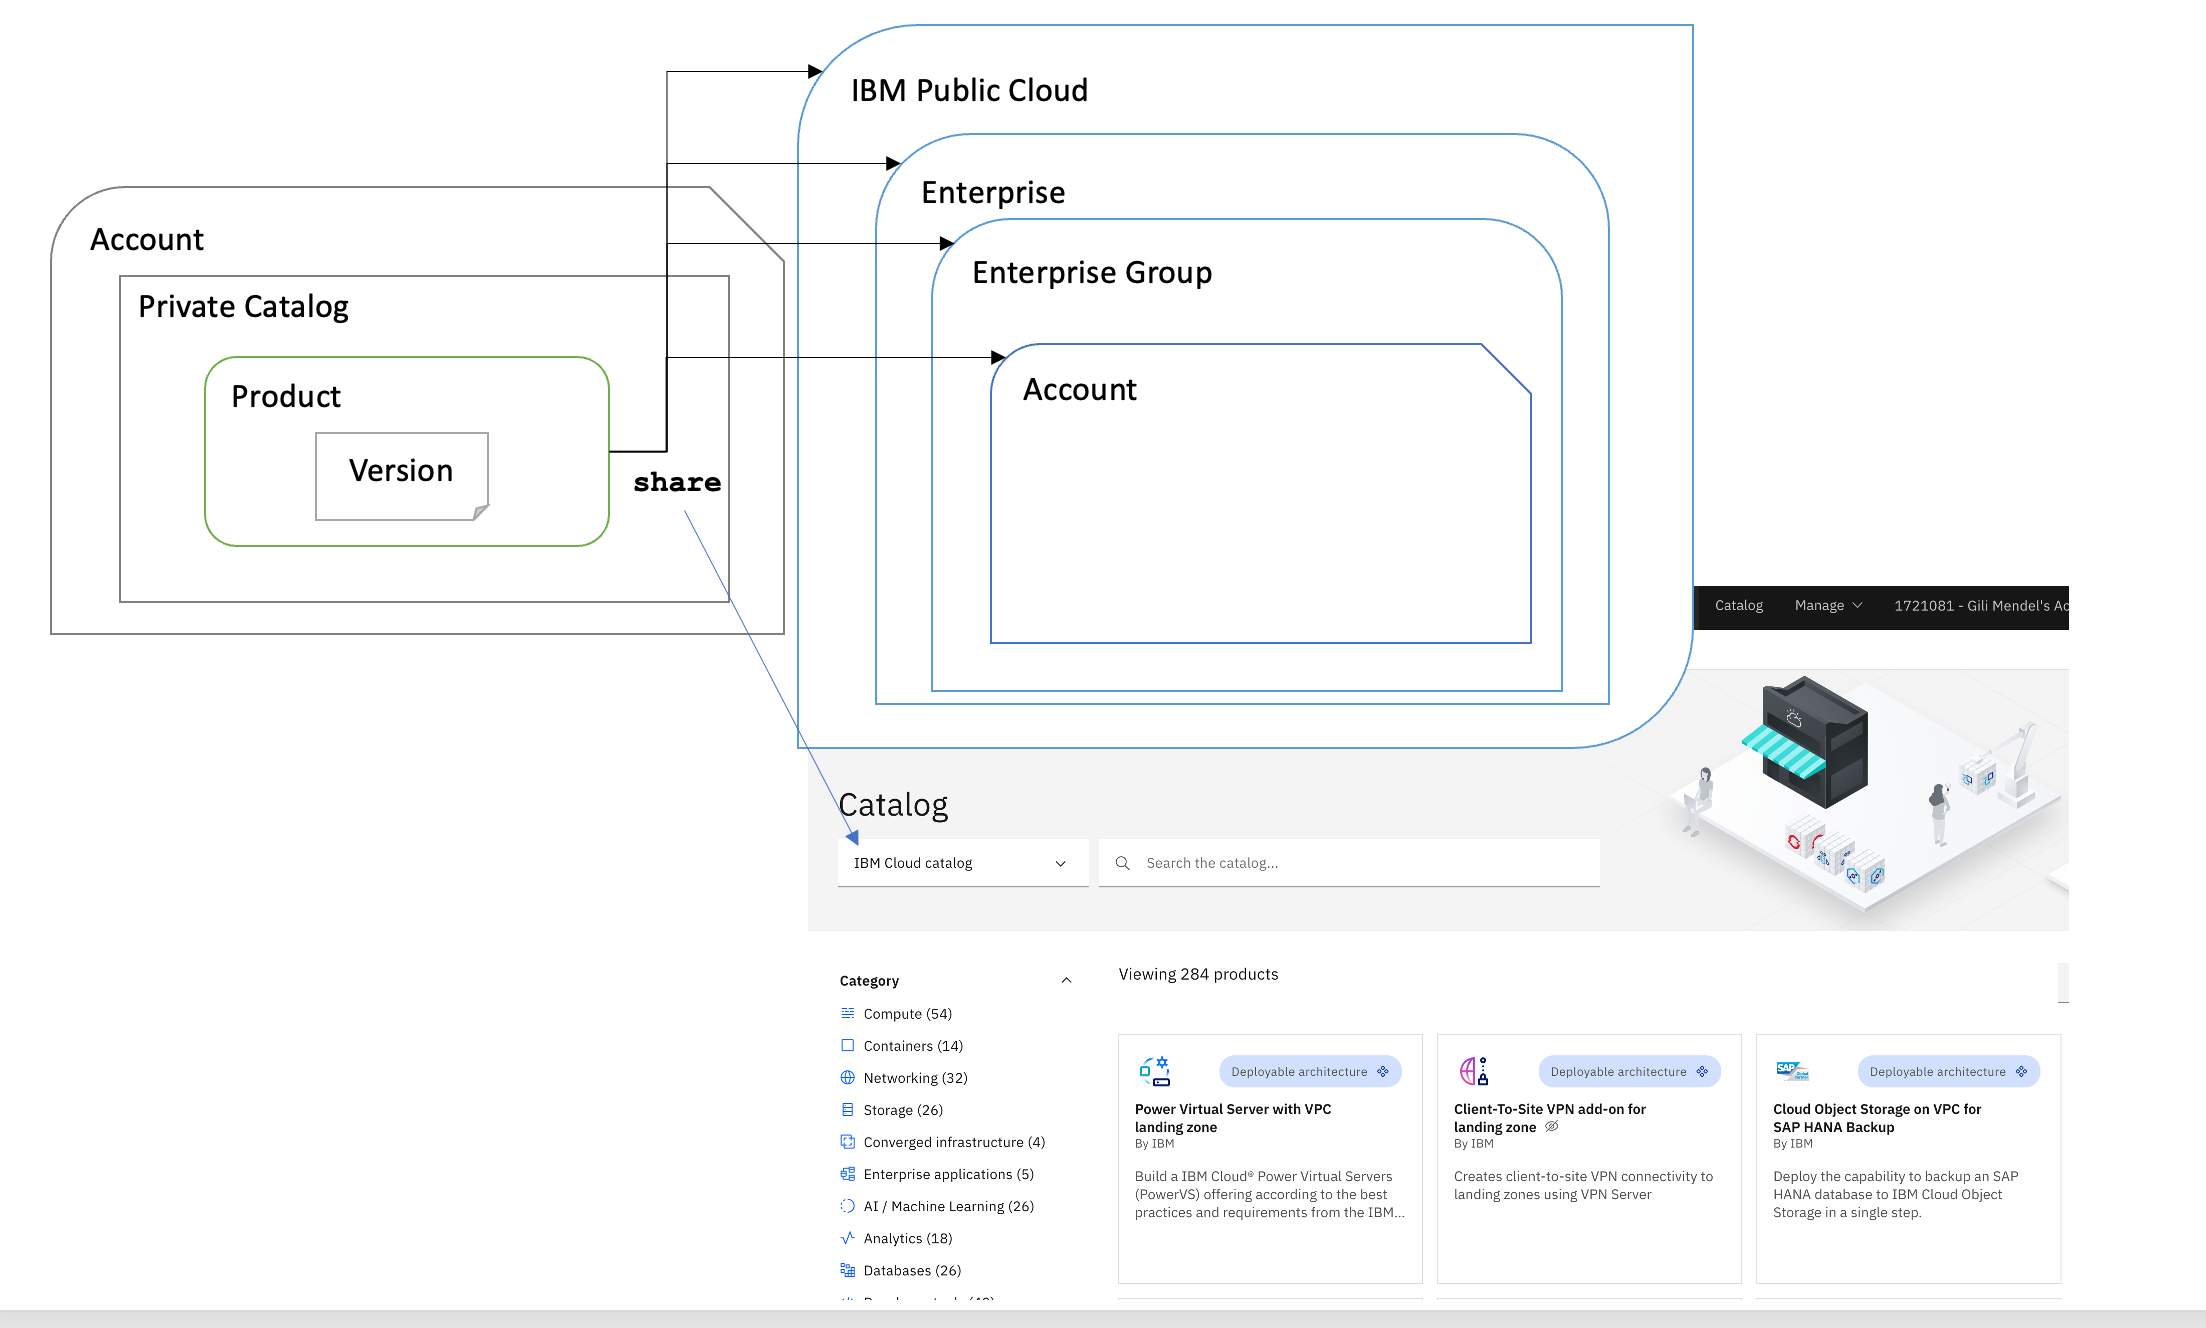 IBM Public Cloud
Enterprise
Account
Enterprise Group
Private Catalog
Account
Product
Version
share
Catalog Manage 1721081 - Gili Mendel's Ac
Catalog
IBM Cloud catalog
Search the catalog...
Category
Viewing 284 products
Compute (54)
Containers (14)
Networking (32)
Storage (26)
Converged infrastructure (4)
Enterprise applications (5)
AI / Machine Learning (26)
Analytics (18)
Databases (26)
Deployable architecture
Power Virtual Server with VPC
landing zone
By IBM
Build a IBM Cloud® Power Virtual Servers
(PowerVS) offering according to the best
practices and requirements from the IBM...
Deployable architecture
Client-To-Site VPN add-on for
landing zone
By IBM
Creates client-to-site VPN connectivity to
landing zones using VPN Server
SAP
Deployable architecture
Cloud Object Storage on VPC for
SAP HANA Backup
By IBM
Deploy the capability to backup an SAP
HANA database to IBM Cloud Object
Storage in a single step.